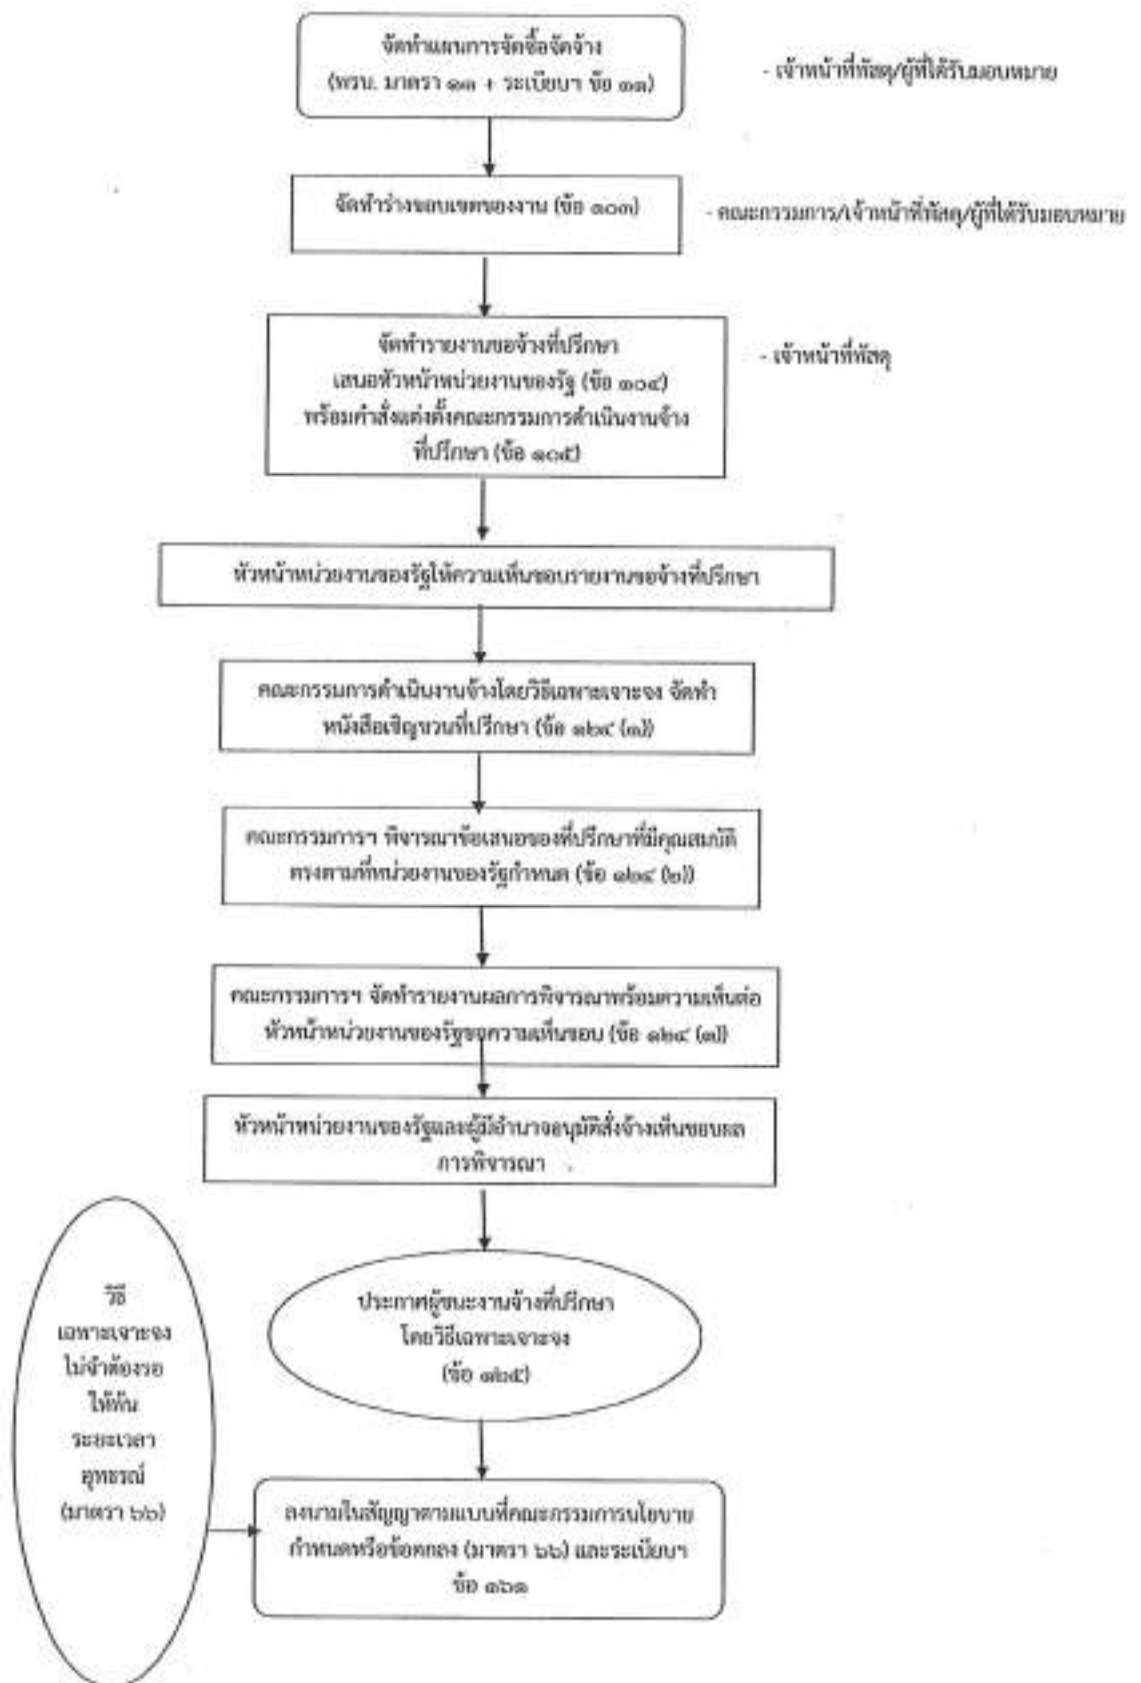 จัดทำแผนการจัดซื้อจัดจ้าง
(พรบ. มาตรา ๑๑ + ระเบียบฯ ข้อ ๑๑)
- เจ้าหน้าที่พัสดุ/ผู้ที่ได้รับมอบหมาย
จัดทำร่างขอบเขตของงาน (ข้อ ๑๐๓)
- คณะกรรมการ/เจ้าหน้าที่พัสดุ/ผู้ที่ได้รับมอบหมาย
จัดทำรายงานขอจ้างที่ปรึกษา
เสนอหัวหน้าหน่วยงานของรัฐ (ข้อ ๑๐๔)
พร้อมคำสั่งแต่งตั้งคณะกรรมการดำเนินงานจ้าง
ที่ปรึกษา (ข้อ ๑๐๕)
- เจ้าหน้าที่พัสดุ
หัวหน้าหน่วยงานของรัฐให้ความเห็นชอบรายงานขอจ้างที่ปรึกษา
คณะกรรมการดำเนินงานจ้างโดยวิธีเฉพาะเจาะจง จัดทำ
หนังสือเชิญชวนที่ปรึกษา (ข้อ ๑๒๔ (๑))
คณะกรรมการฯ พิจารณาข้อเสนอของที่ปรึกษาที่มีคุณสมบัติ
ตรงตามที่หน่วยงานของรัฐกำหนด (ข้อ ๑๒๔ (๒))
คณะกรรมการฯ จัดทำรายงานผลการพิจารณาพร้อมความเห็นต่อ
หัวหน้าหน่วยงานของรัฐขอความเห็นชอบ (ข้อ ๑๒๔ (๓))
หัวหน้าหน่วยงานของรัฐและผู้มีอำนาจอนุมัติสั่งจ้างเห็นชอบผล
การพิจารณา
ประกาศผู้ชนะงานจ้างที่ปรึกษา
โดยวิธีเฉพาะเจาะจง
(ข้อ ๑๒๕)
วิธี
เฉพาะเจาะจง
ไม่จำต้องรอ
ให้พ้น
ระยะเวลา
อุทธรณ์
(มาตรา ๖๖)
ลงนามในสัญญาตามแบบที่คณะกรรมการนโยบาย
กำหนดหรือข้อตกลง (มาตรา ๖๖) และระเบียบฯ
ข้อ ๑๖๑